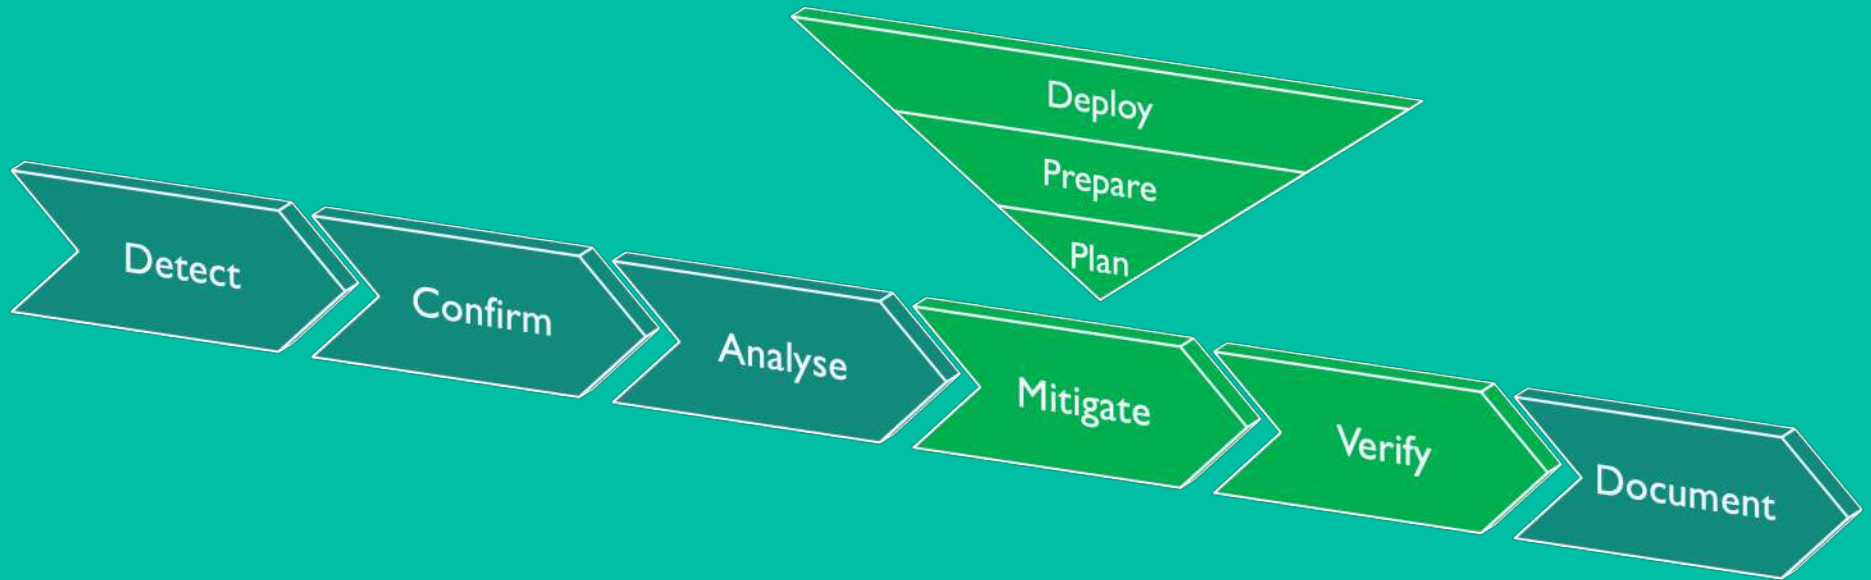 Deploy
Prepare
Plan
Detect
Confirm
Analyse
Mitigate
Verify
Document